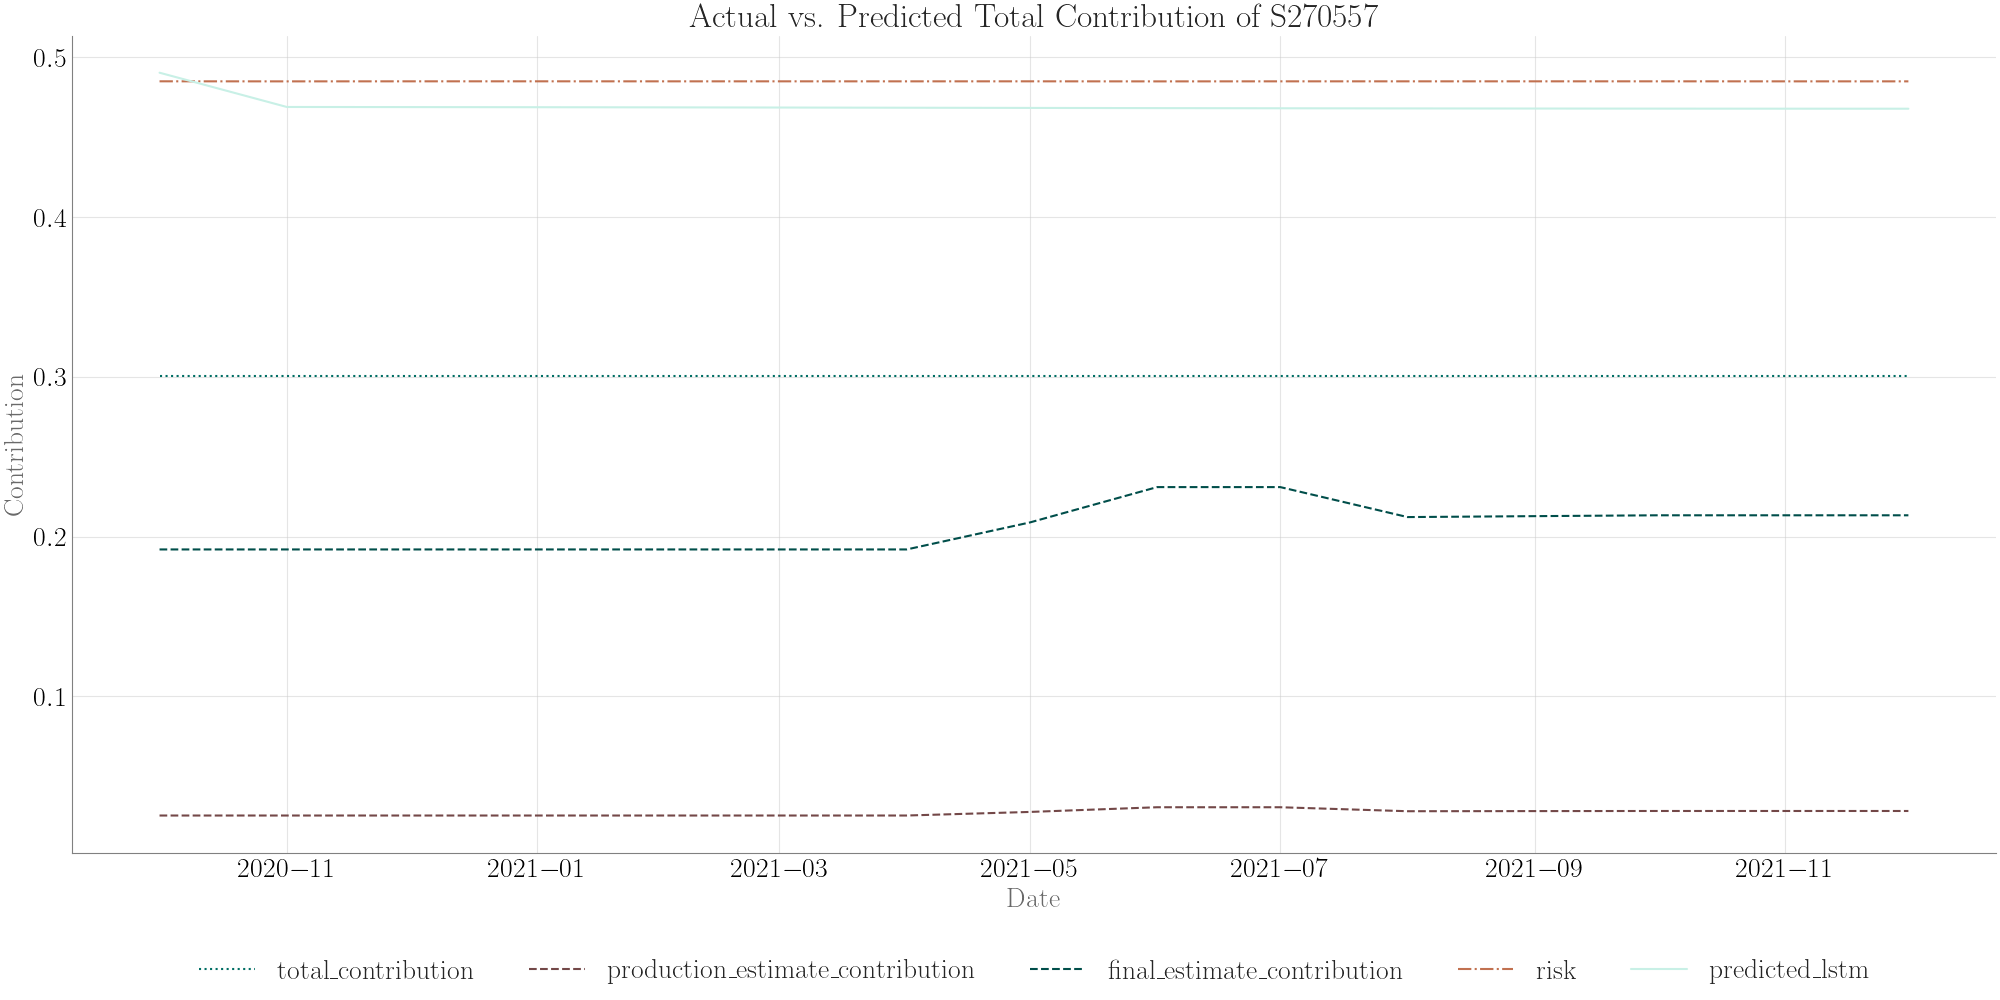 Actual vs. Predicted Total Contribution of S270557
0.5
0.4
0.3
0.2
0.1
Contribution
2020−11 2021−01 2021−03 2021−05 2021−07 2021−09 2021−11
Date
total_contribution production_estimate_contribution final_estimate_contribution risk predicted_lstm